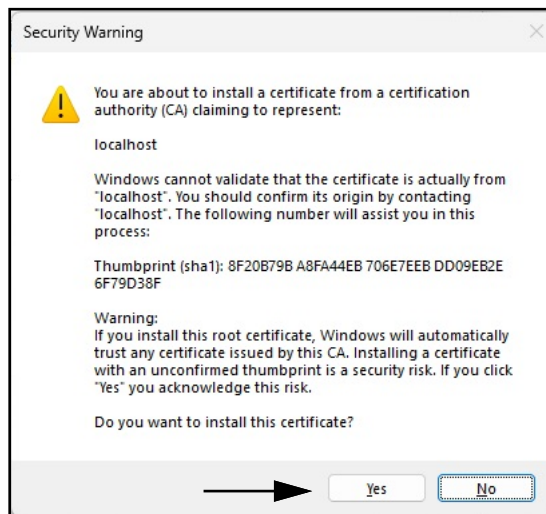 Security Warning
You are about to install a certificate from a certification
authority (CA) claiming to represent:
localhost
Windows cannot validate that the certificate is actually from
"localhost". You should confirm its origin by contacting
"localhost". The following number will assist you in this
process:
Thumbprint (sha1): 8F20B79B A8FA44EB 706E7EEB DD09EB2E
6F79D38F
Warning:
If you install this root certificate, Windows will automatically
trust any certificate issued by this CA. Installing a certificate
with an unconfirmed thumbprint is a security risk. If you click
"Yes" you acknowledge this risk.
Do you want to install this certificate?
Yes No